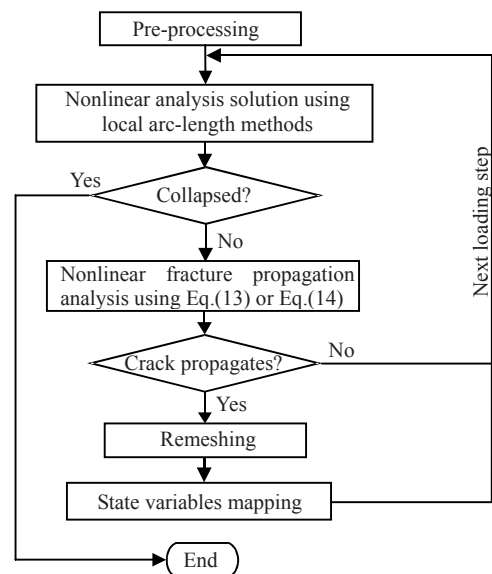 Pre-processing
Nonlinear analysis solution using
local arc-length methods
Yes
Collapsed?
No
Nonlinear fracture propagation
analysis using Eq.(13) or Eq.(14)
Crack propagates?
No
Yes
Remeshing
State variables mapping
End
Next loading step